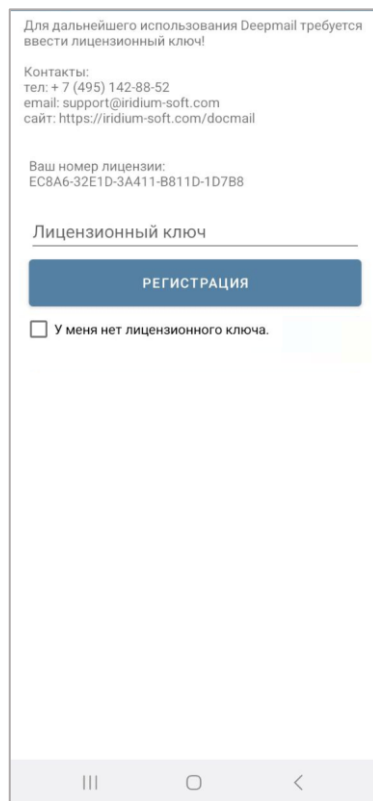 Для дальнейшего использования Deepmail требуется
ввести лицензионный ключ!
Контакты:
тел: + 7 (495) 142-88-52
email: support@iridium-soft.com
сайт: https://iridium-soft.com/docmail
Ваш номер лицензии:
EC8A6-32E1D-3A411-B811D-1D7B8
Лицензионный ключ
РЕГИСТРАЦИЯ
У меня нет лицензионного ключа.